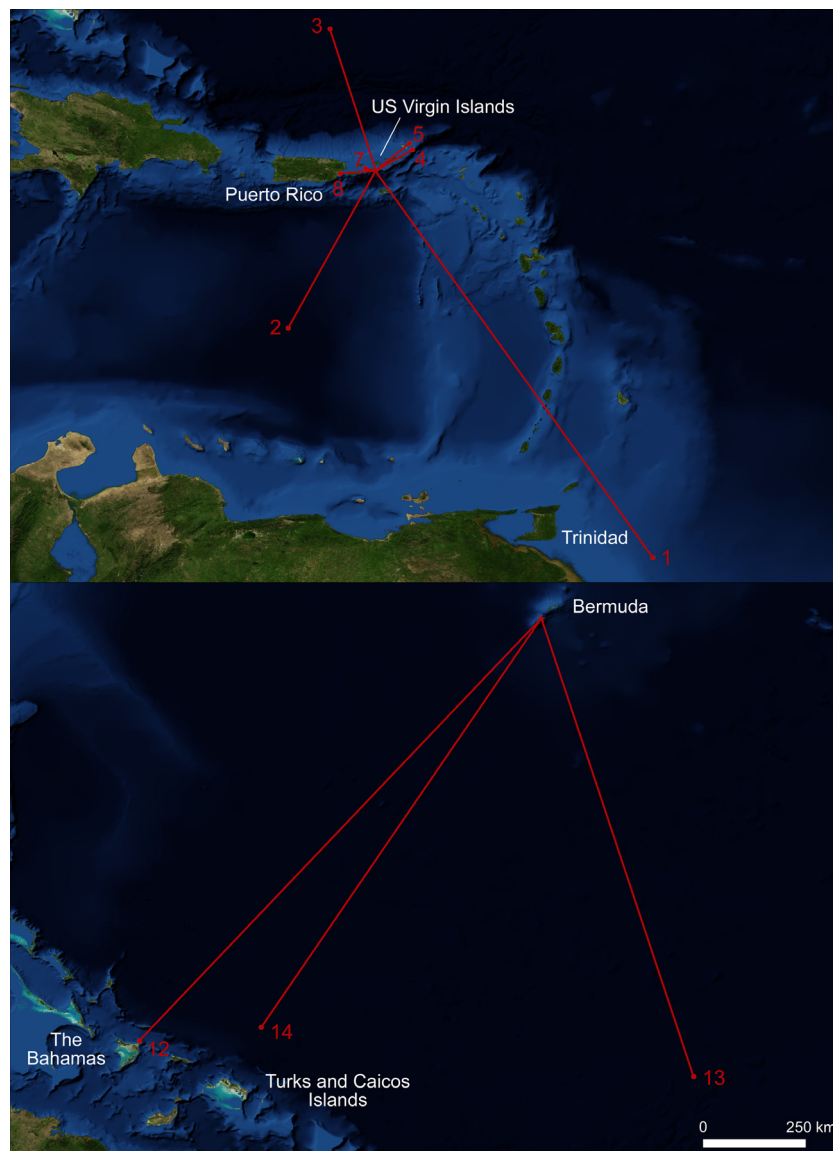 3
US Virgin Islands
5
4
7
8
Puerto Rico
2
Trinidad
1
Bermuda
The
Bahamas
12
14
13
Turks and Caicos
Islands
0
250 km